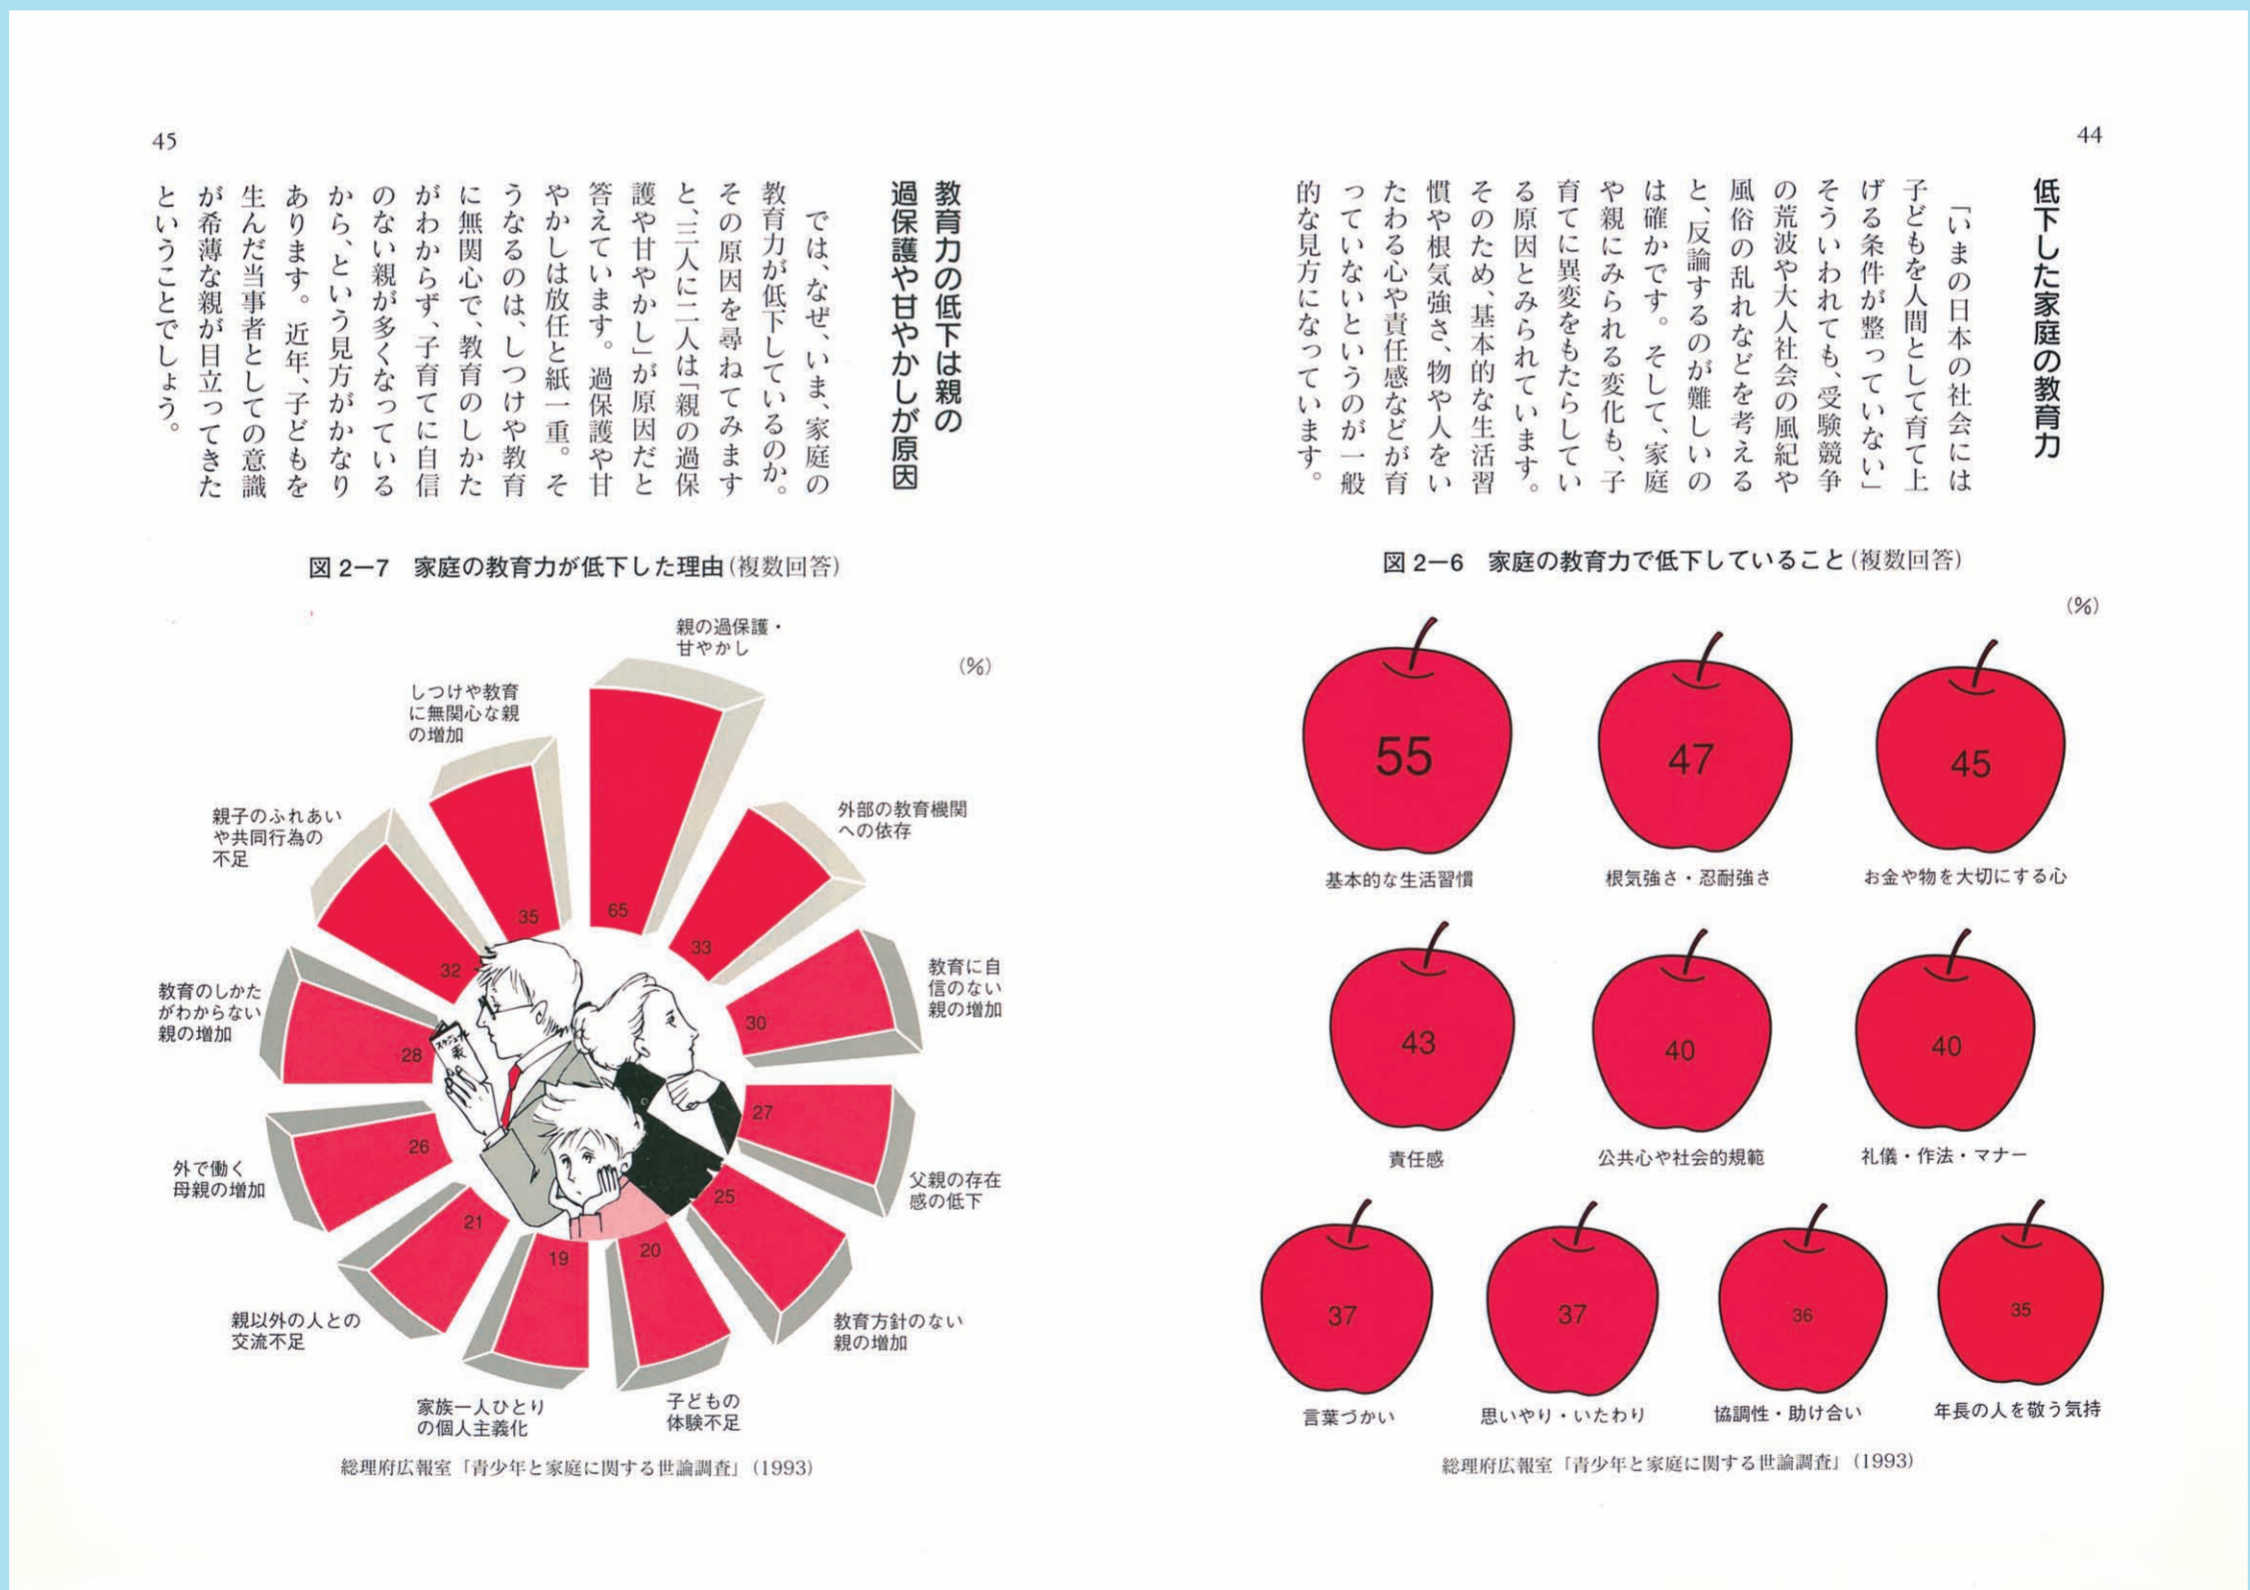 44
低下した家庭の教育力
「いまの日本の社会には
子どもを人間として育て上
げる条件が整っていない」
そういわれても、受験競争
の荒波や大人社会の風紀や
風俗の乱れなどを考える
と、反論するのが難しいの
は確かです。そして、家庭
や親にみられる変化も、子
育てに異変をもたらしてい
る原因とみられています。
そのため、基本的な生活習
慣や根気強さ、物や人をい
たわる心や責任感などが育
っていないというのが一般
的な見方になっています。
図2-6 家庭の教育力で低下していること(複数回答)
(%)
55
47
45
基本的な生活習慣
根気強さ・忍耐強さ
お金や物を大切にする心
43
40
40
責任感
公共心や社会的規範
礼儀・作法・マナー
37
37
36
35
言葉づかい
思いやり・いたわり
協調性・助け合い
年長の人を敬う気持
総理府広報室「青少年と家庭に関する世論調査」(1993)
45
教育力の低下は親の
過保護や甘やかしが原因
では、なぜ、いま、家庭の
教育力が低下しているのか。
その原因を尋ねてみます
と、三人に二人は「親の過保
護や甘やかし」が原因だと
答えています。過保護や甘
やかしは放任と紙一重。そ
うなるのは、しつけや教育
に無関心で、教育のしかた
がわからず、子育てに自信
のない親が多くなっている
から、という見方がかなり
あります。近年、子どもを
生んだ当事者としての意識
が希薄な親が目立ってきた
ということでしょう。
図2-7 家庭の教育力が低下した理由(複数回答)
(%)
親の過保護・
甘やかし
65
外部の教育機関
への依存
33
教育に自
信のない
親の増加
30
父親の存在
感の低下
27
教育方針のない
親の増加
25
子どもの
体験不足
20
家族一人ひとり
の個人主義化
19
親以外の人との
交流不足
21
外で働く
母親の増加
26
教育のしかた
がわからない
親の増加
28
親子のふれあい
や共同行為の
不足
32
しつけや教育
に無関心な親
の増加
35
スケジュール
表
総理府広報室「青少年と家庭に関する世論調査」(1993)